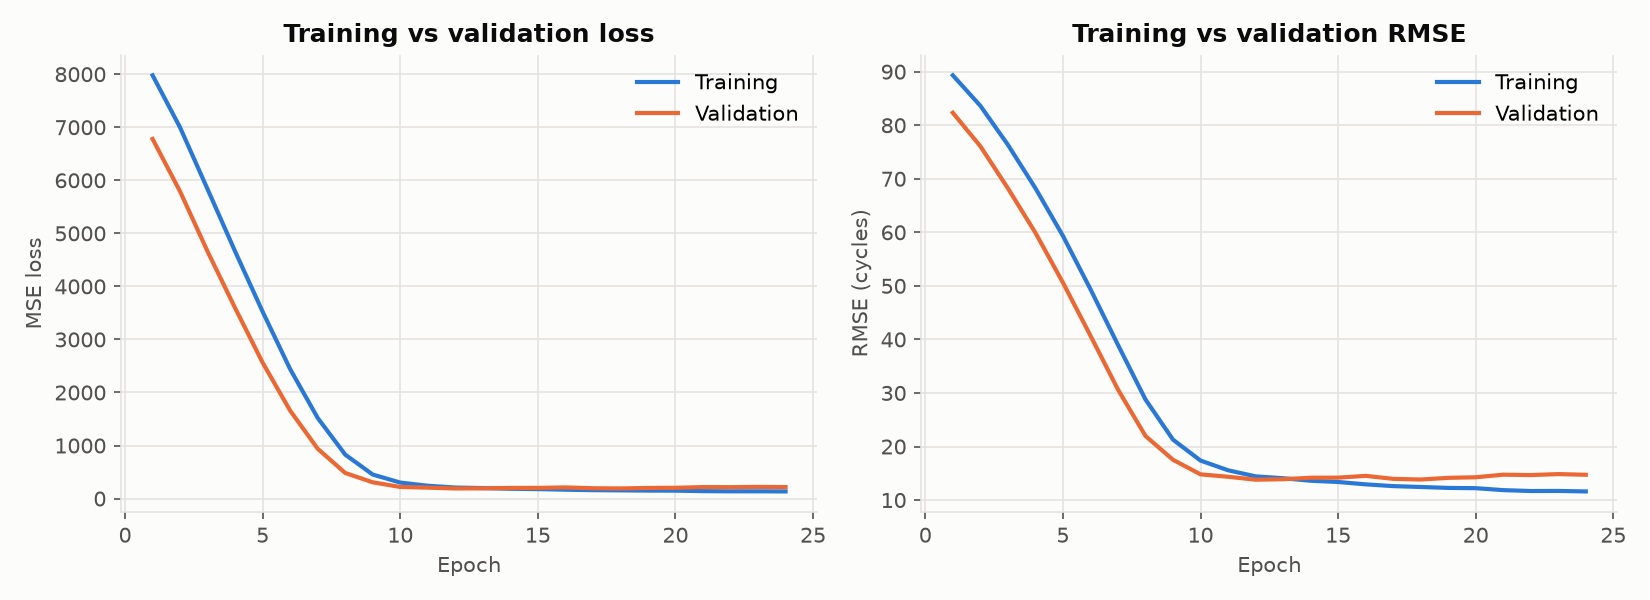 Training vs validation loss
Training
Validation
8000
7000
6000
5000
4000
3000
2000
1000
0
MSE loss
0 5 10 15 20 25
Epoch
Training vs validation RMSE
Training
Validation
90
80
70
60
50
40
30
20
10
RMSE (cycles)
0 5 10 15 20 25
Epoch